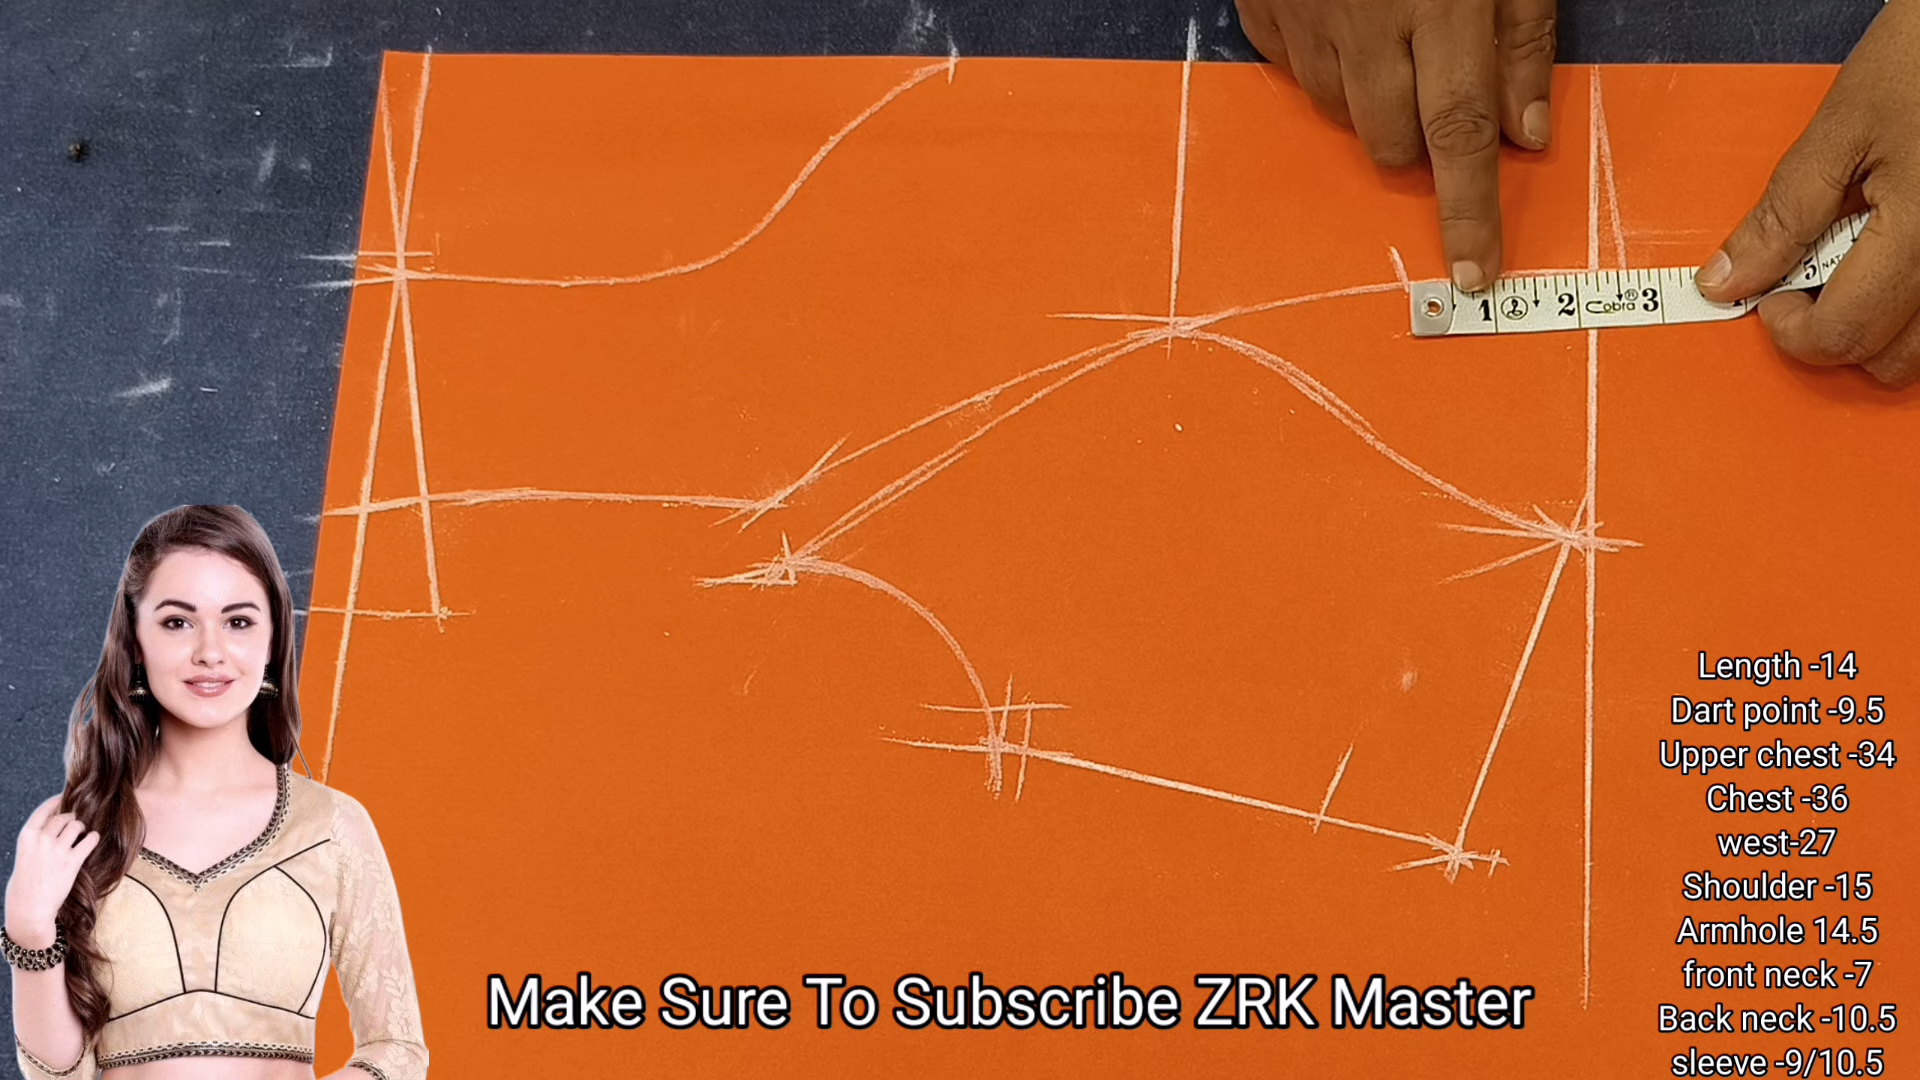 1 2 Cobra® 3 5
NAT
Length -14
Dart point -9.5
Upper chest -34
Chest -36
west-27
Shoulder -15
Armhole 14.5
front neck -7
Back neck -10.5
sleeve -9/10.5
Make Sure To Subscribe ZRK Master